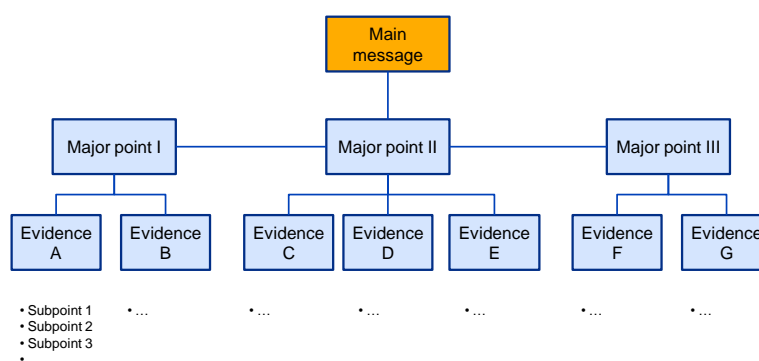 Main
message
Major point I
Major point II
Major point III
Evidence
A
Evidence
B
Evidence
C
Evidence
D
Evidence
E
Evidence
F
Evidence
G
• Subpoint 1
• Subpoint 2
• Subpoint 3
•
• …
• …
• …
• …
• …
• …